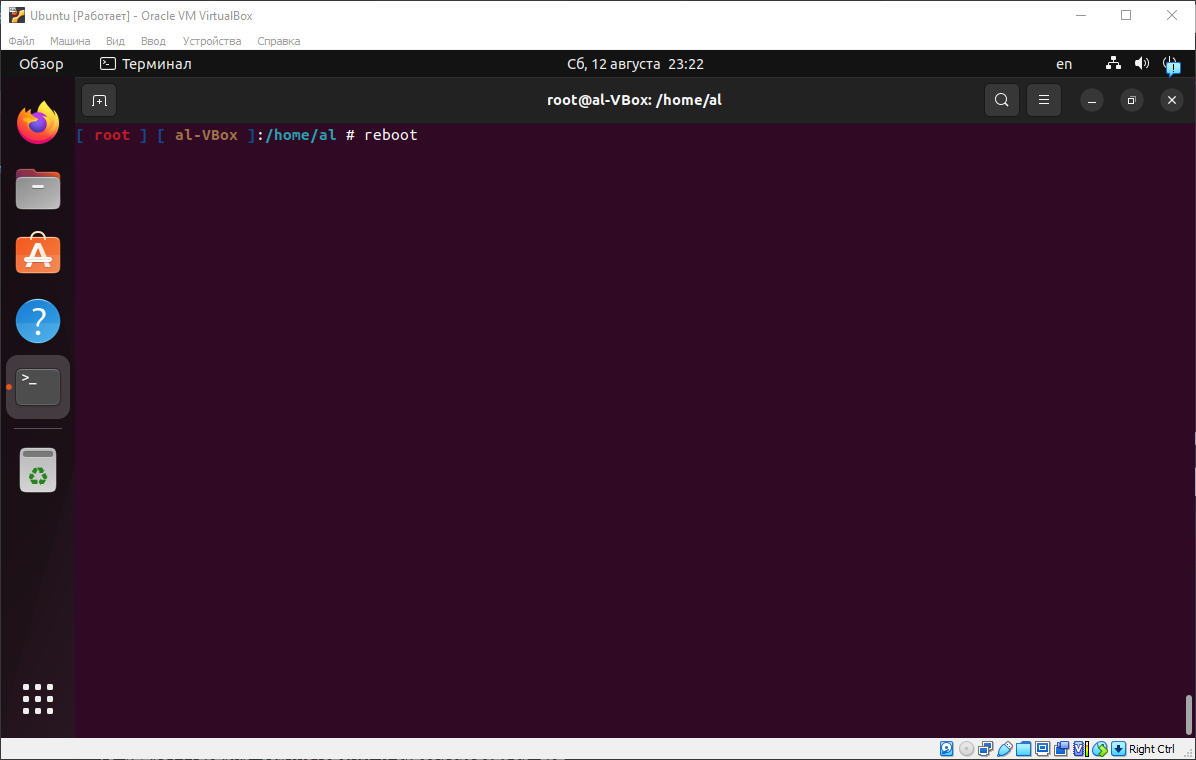 Ubuntu [Работает] - Oracle VM VirtualBox
Файл Машина Вид Ввод Устройства Справка
Обзор Терминал Сб, 12 августа 23:22 en
root@al-VBox: /home/al
[ root ] [ al-VBox ]:/home/al # reboot
Right Ctrl